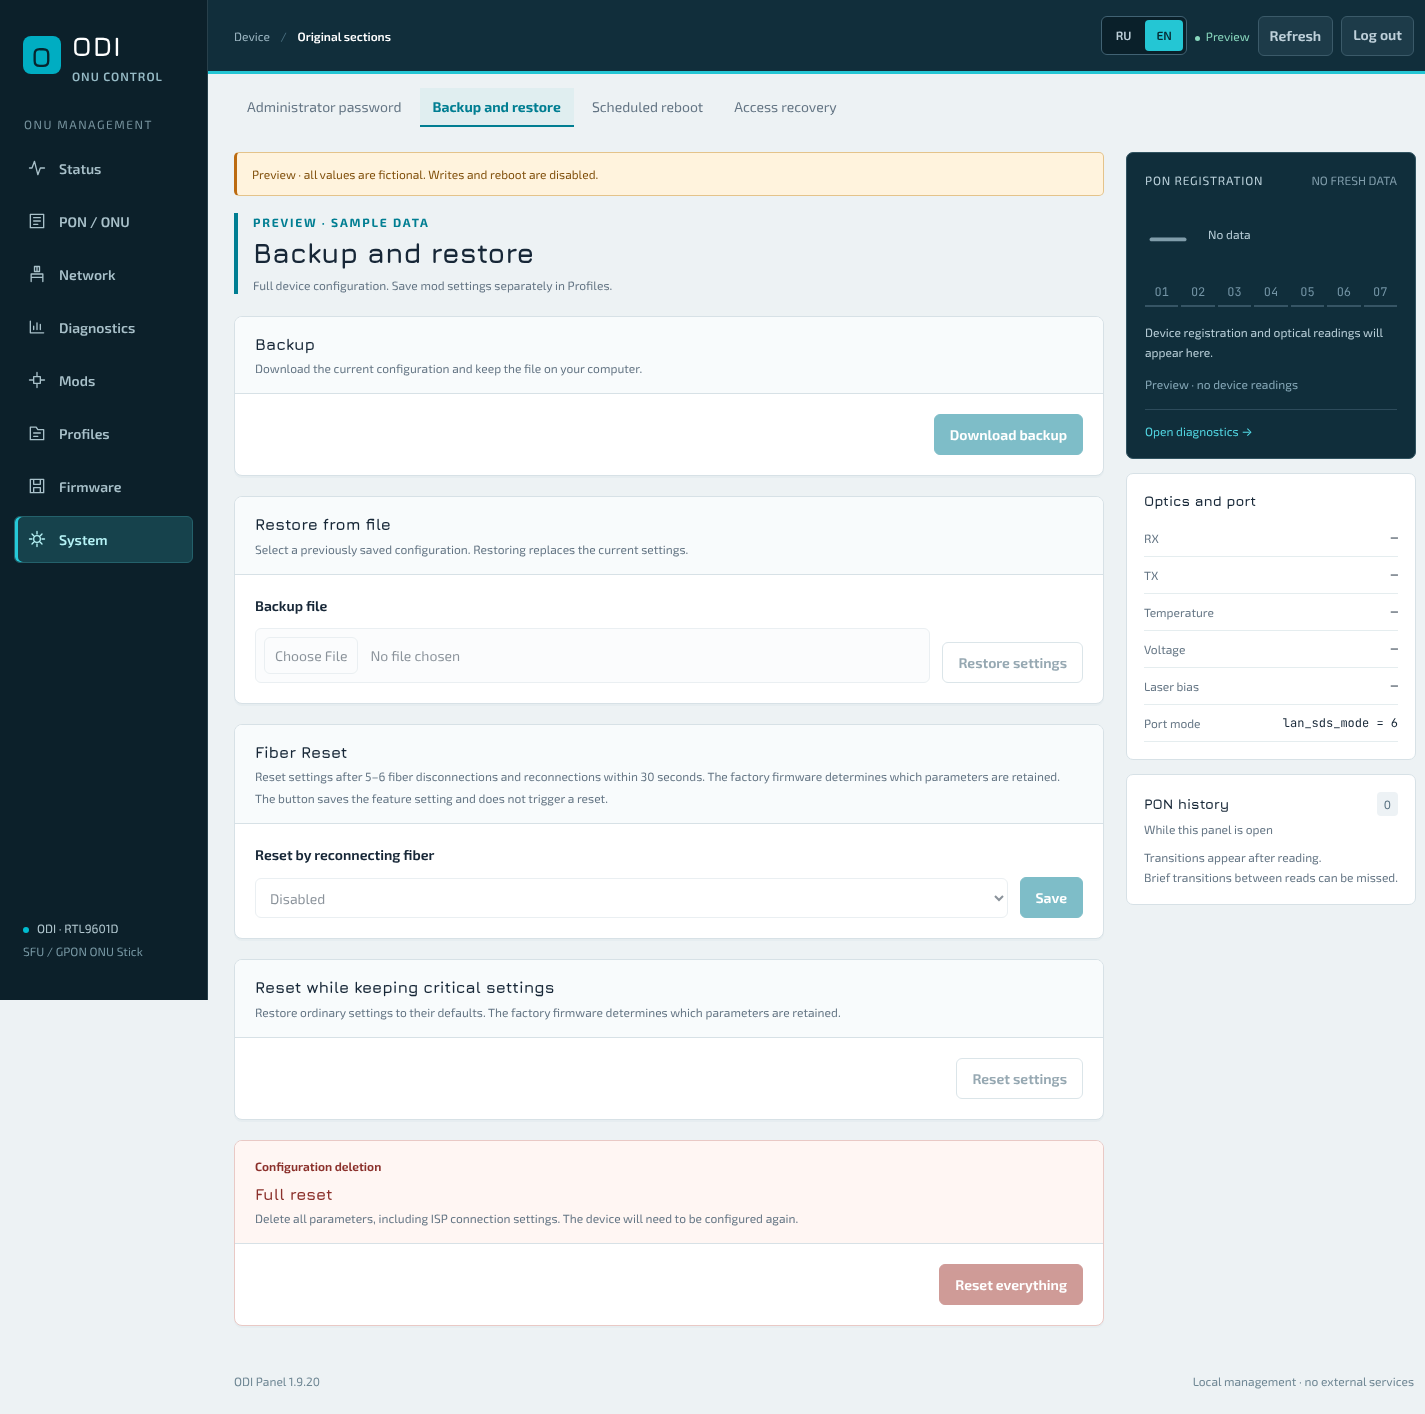 ODI
ONU CONTROL
ONU MANAGEMENT
Status
PON / ONU
Network
Diagnostics
Mods
Profiles
Firmware
System
ODI · RTL9601D
SFU / GPON ONU Stick
Device / Original sections
RU EN Preview Refresh Log out
Administrator password Backup and restore Scheduled reboot Access recovery
Preview · all values are fictional. Writes and reboot are disabled.
PREVIEW · SAMPLE DATA
Backup and restore
Full device configuration. Save mod settings separately in Profiles.
Backup
Download the current configuration and keep the file on your computer.
Download backup
Restore from file
Select a previously saved configuration. Restoring replaces the current settings.
Backup file
Choose File No file chosen
Restore settings
Fiber Reset
Reset settings after 5–6 fiber disconnections and reconnections within 30 seconds. The factory firmware determines which parameters are retained.
The button saves the feature setting and does not trigger a reset.
Reset by reconnecting fiber
Disabled
Save
Reset while keeping critical settings
Restore ordinary settings to their defaults. The factory firmware determines which parameters are retained.
Reset settings
Configuration deletion
Full reset
Delete all parameters, including ISP connection settings. The device will need to be configured again.
Reset everything
PON REGISTRATION NO FRESH DATA
— No data
01 02 03 04 05 06 07
Device registration and optical readings will
appear here.
Preview · no device readings
Open diagnostics →
Optics and port
RX —
TX —
Temperature —
Voltage —
Laser bias —
Port mode lan_sds_mode = 6
PON history 0
While this panel is open
Transitions appear after reading.
Brief transitions between reads can be missed.
ODI Panel 1.9.20
Local management · no external services